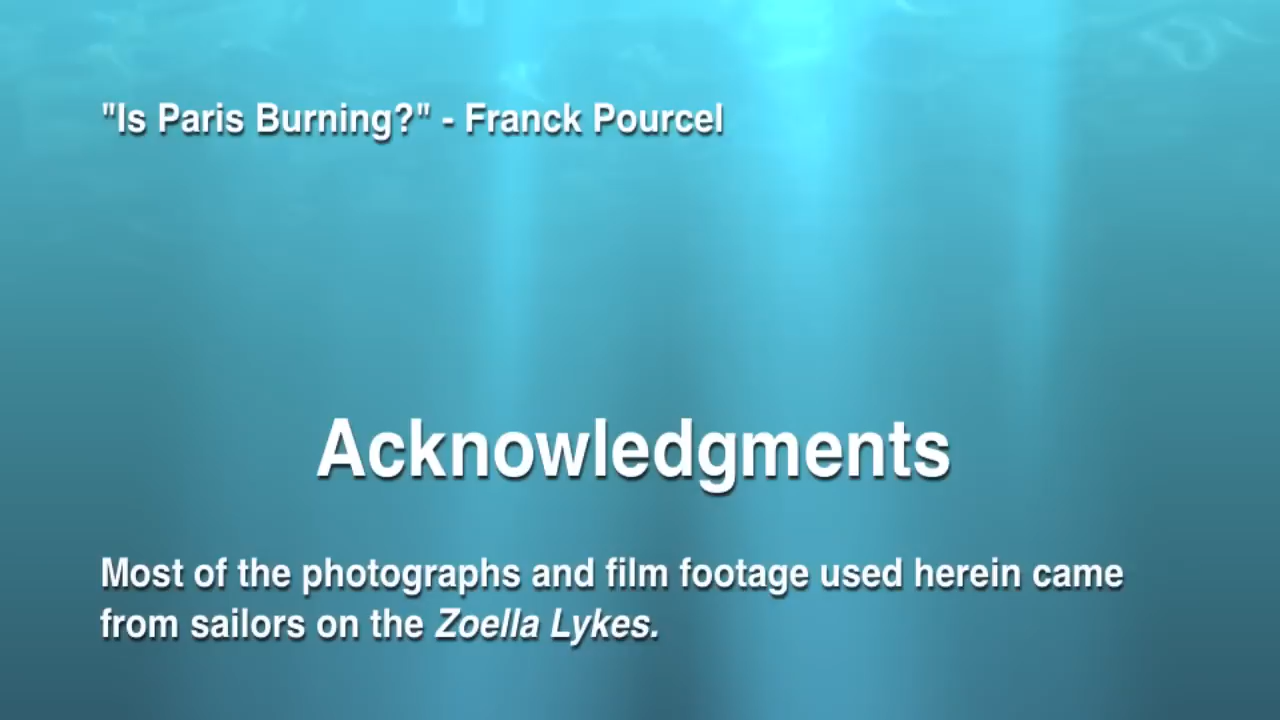 "Is Paris Burning?" - Franck Pourcel
Acknowledgments
Most of the photographs and film footage used herein came
from sailors on the Zoella Lykes.